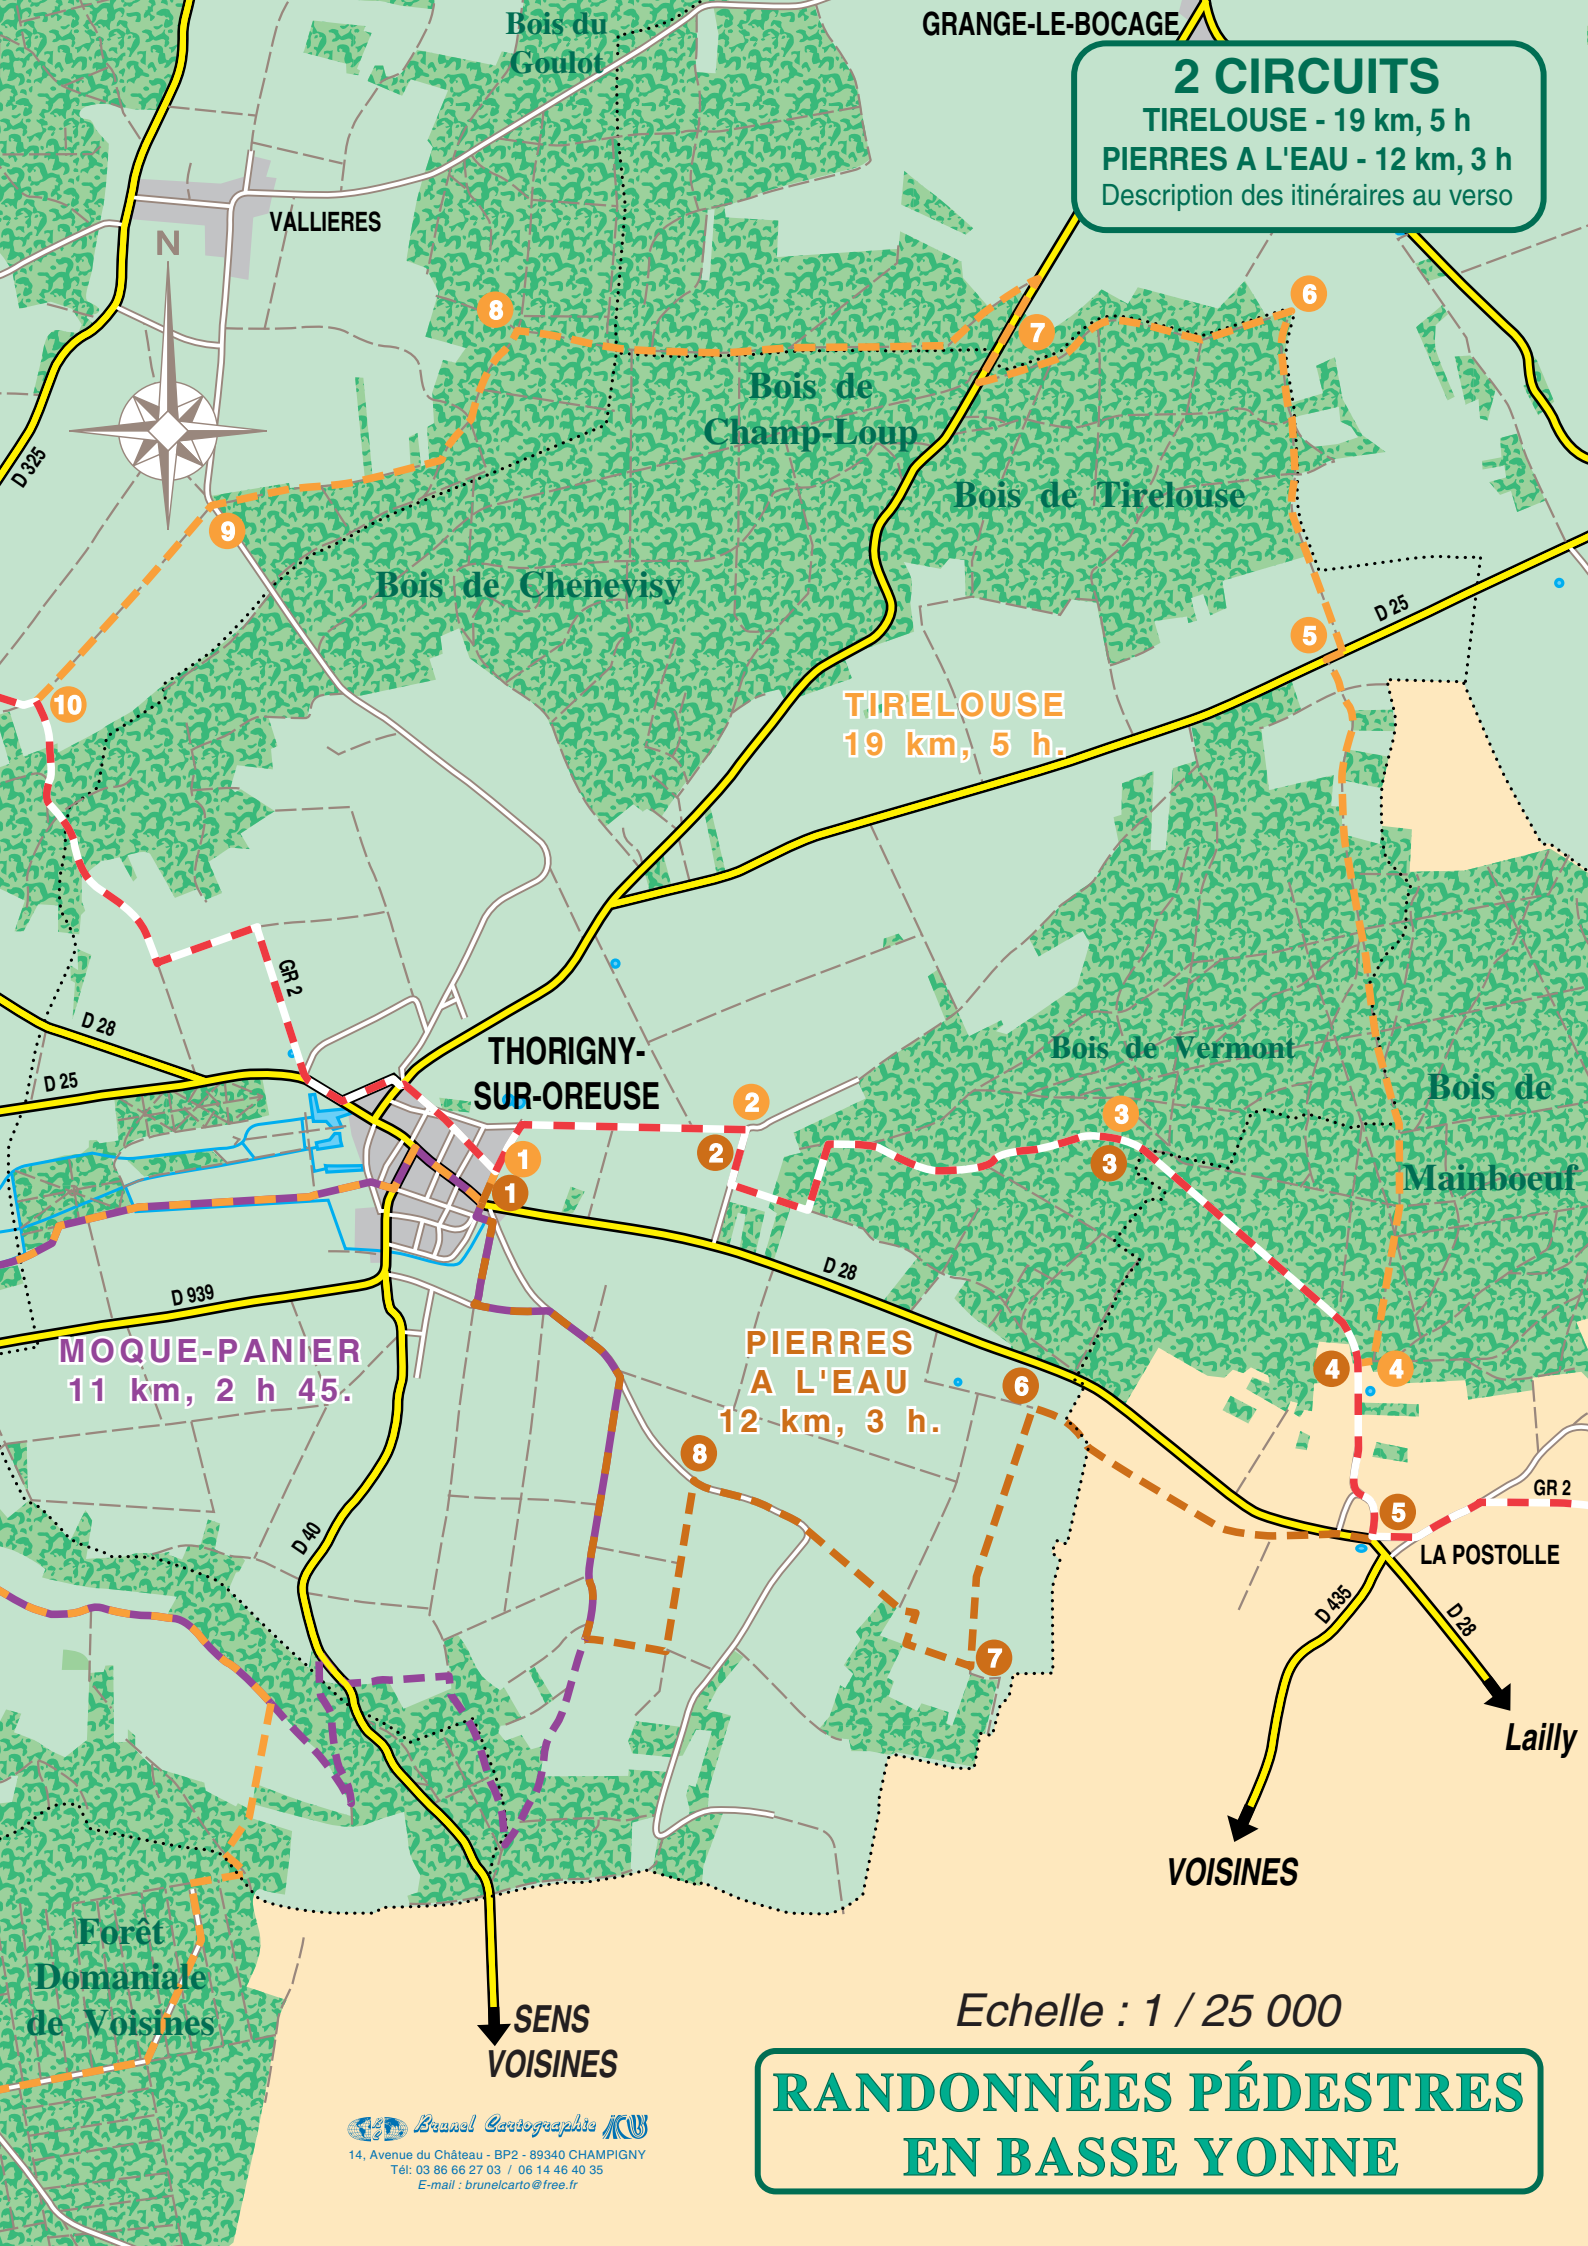 Bois du
Goulot
GRANGE-LE-BOCAGE
2 CIRCUITS
TIRELOUSE - 19 km, 5 h
PIERRES A L'EAU - 12 km, 3 h
Description des itinéraires au verso
VALLIERES
N
8
6
7
Bois de
Champ-Loup
D 325
Bois de Tirelouse
9
Bois de Chenevisy
D 25
5
10
TIRELOUSE
19 km, 5 h.
GR 2
D 28
THORIGNY-
SUR-OREUSE
Bois de Vermont
D 25
Bois de
Mainboeuf
2
3
2
1
3
1
D 28
D 939
MOQUE-PANIER
11 km, 2 h 45.
PIERRES
A L'EAU
12 km, 3 h.
6
4
4
8
GR 2
5
D 40
LA POSTOLLE
D 435
D 28
7
Lailly
VOISINES
Forêt
Domaniale
de Voisines
SENS
VOISINES
Echelle : 1 / 25 000
RANDONNÉES PÉDESTRES
EN BASSE YONNE
Brunel Cartographie
14, Avenue du Château - BP2 - 89340 CHAMPIGNY
Tél: 03 86 66 27 03 / 06 14 46 40 35
E-mail : brunelcarto@free.fr